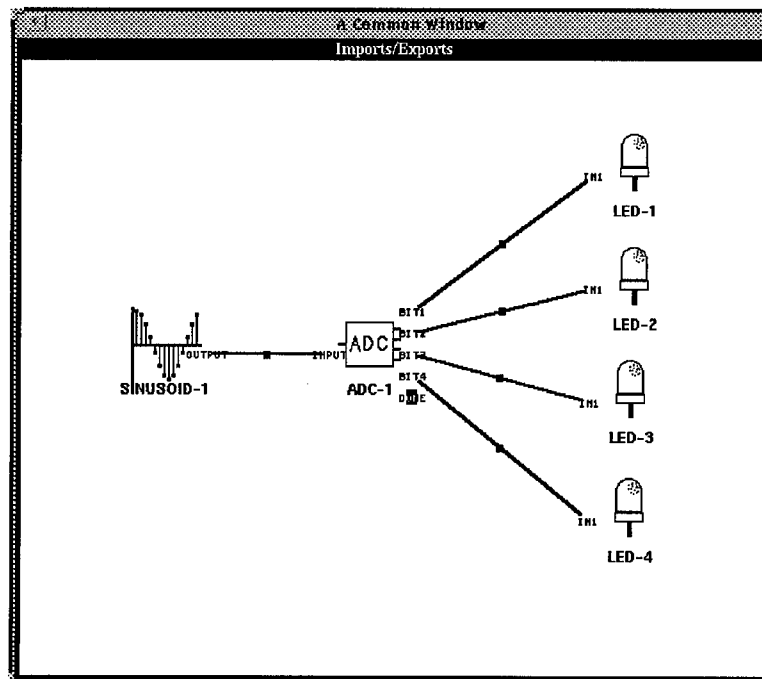 A Common Window
Imports/Exports
IN1
LED-1
BIT1
IN1
LED-2
BIT2
ADC
OUTPUT
INPUT
BIT3
SINUSOID-1
ADC-1
BIT4
IN1
LED-3
IN1
LED-4